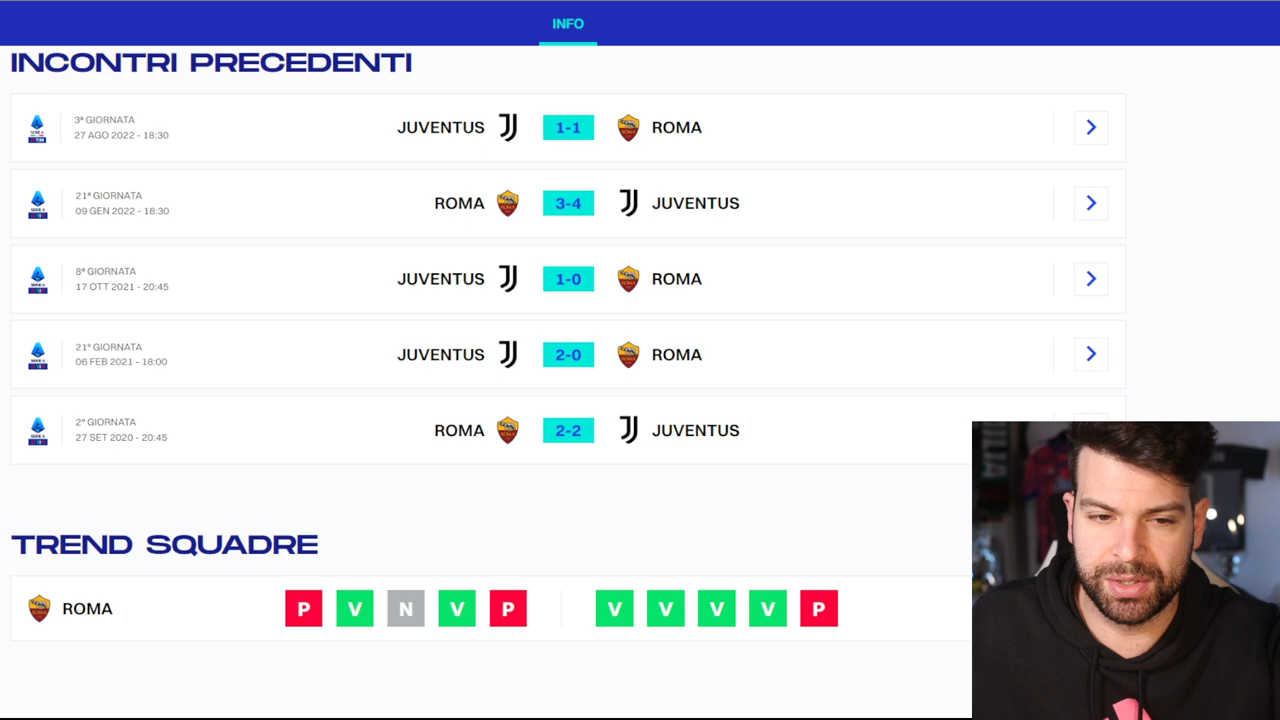 INFO
INCONTRI PRECEDENTI
3ª GIORNATA
27 AGO 2022 - 18:30
JUVENTUS 1-1 ROMA
21ª GIORNATA
09 GEN 2022 - 18:30
ROMA 3-4 JUVENTUS
8ª GIORNATA
17 OTT 2021 - 20:45
JUVENTUS 1-0 ROMA
21ª GIORNATA
06 FEB 2021 - 18:00
JUVENTUS 2-0 ROMA
2ª GIORNATA
27 SET 2020 - 20:45
ROMA 2-2 JUVENTUS
TREND SQUADRE
ROMA P V N V P V V V V P